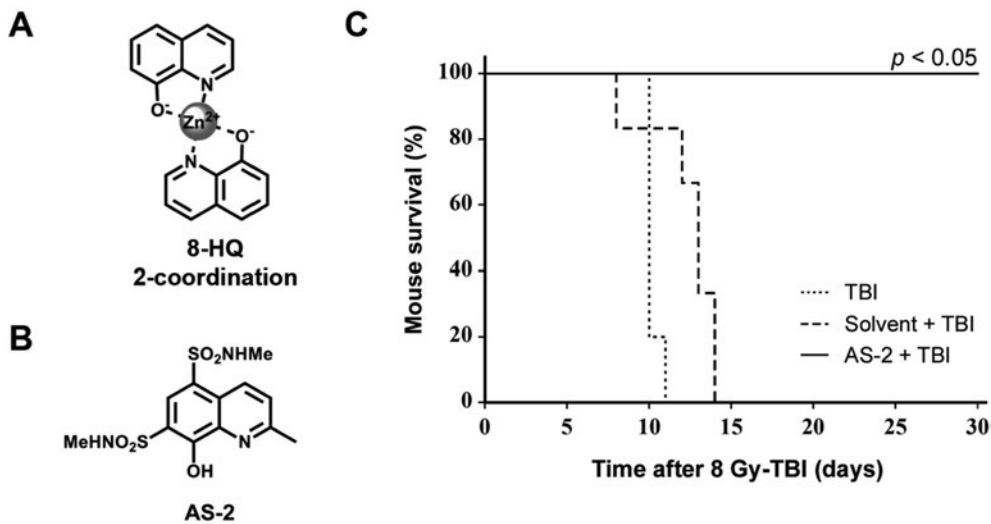 A
N
O-
Zn2+
O-
N
8-HQ
2-coordination
B
SO2NHMe
MeHNO2S
N
OH
AS-2
C
p < 0.05
Mouse survival (%)
100
80
60
40
20
0
TBI
Solvent + TBI
AS-2 + TBI
0 5 10 15 20 25 30
Time after 8 Gy-TBI (days)